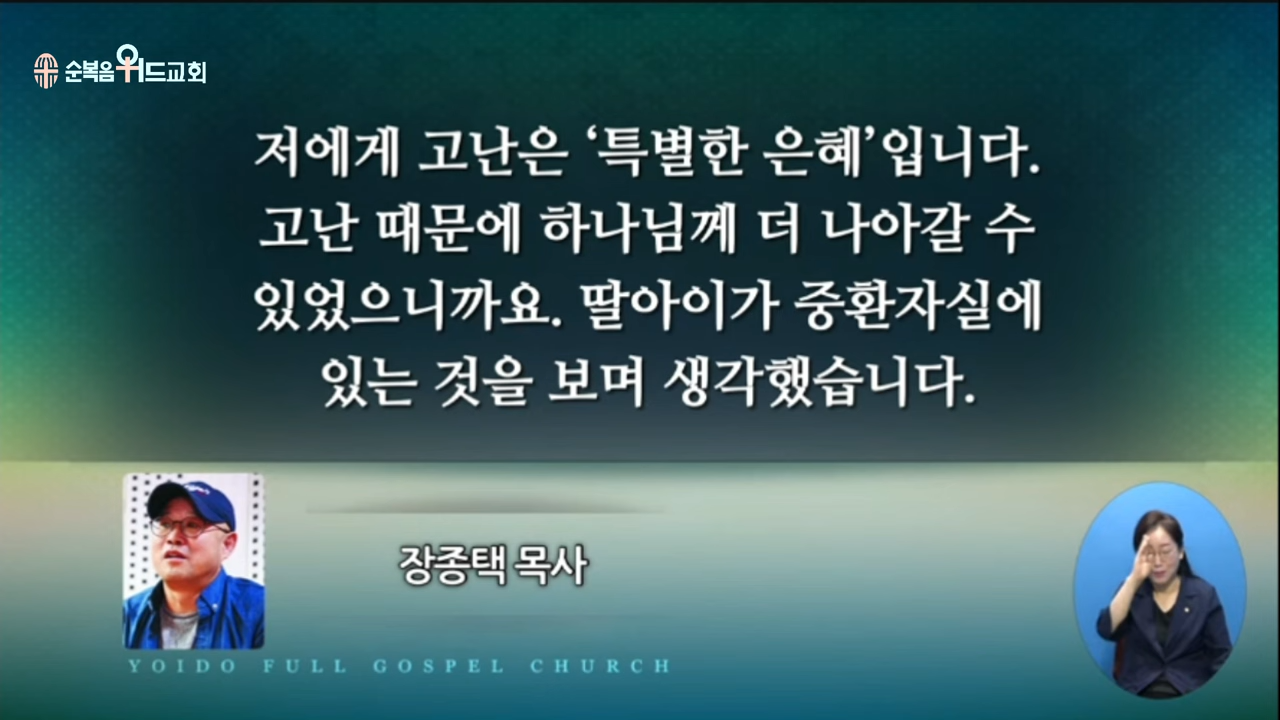 순복음위드교회
저에게 고난은 ‘특별한 은혜’입니다.
고난 때문에 하나님께 더 나아갈 수
있었으니까요. 딸아이가 중환자실에
있는 것을 보며 생각했습니다.
장종택 목사
YOIDO FULL GOSPEL CHURCH